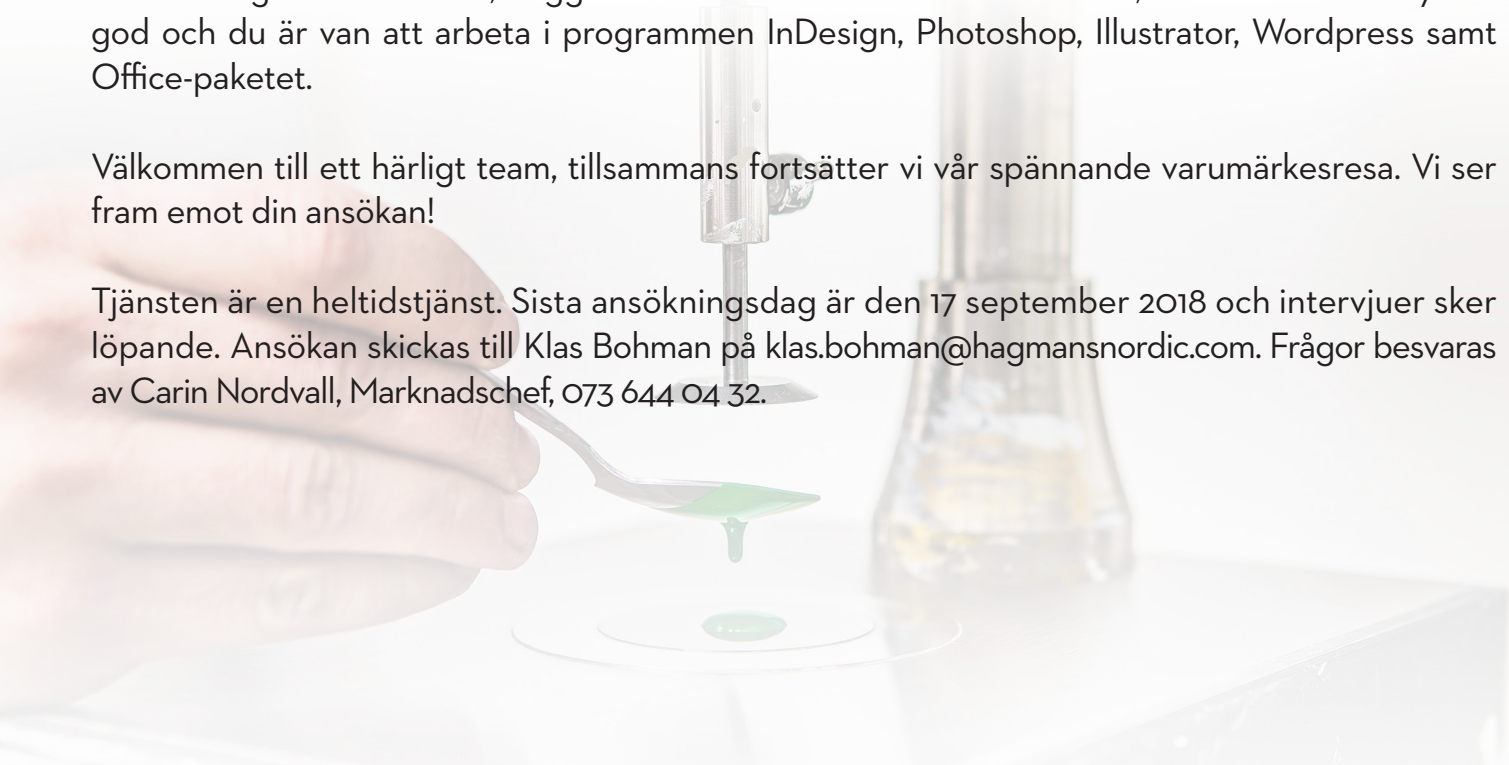 god och du är van att arbeta i programmen InDesign, Photoshop, Illustrator, Wordpress samt
Office-paketet.
Välkommen till ett härligt team, tillsammans fortsätter vi vår spännande varumärkesresa. Vi ser
fram emot din ansökan!
Tjänsten är en heltidstjänst. Sista ansökningsdag är den 17 september 2018 och intervjuer sker
löpande. Ansökan skickas till Klas Bohman på klas.bohman@hagmansnordic.com. Frågor besvaras
av Carin Nordvall, Marknadschef, 073 644 04 32.